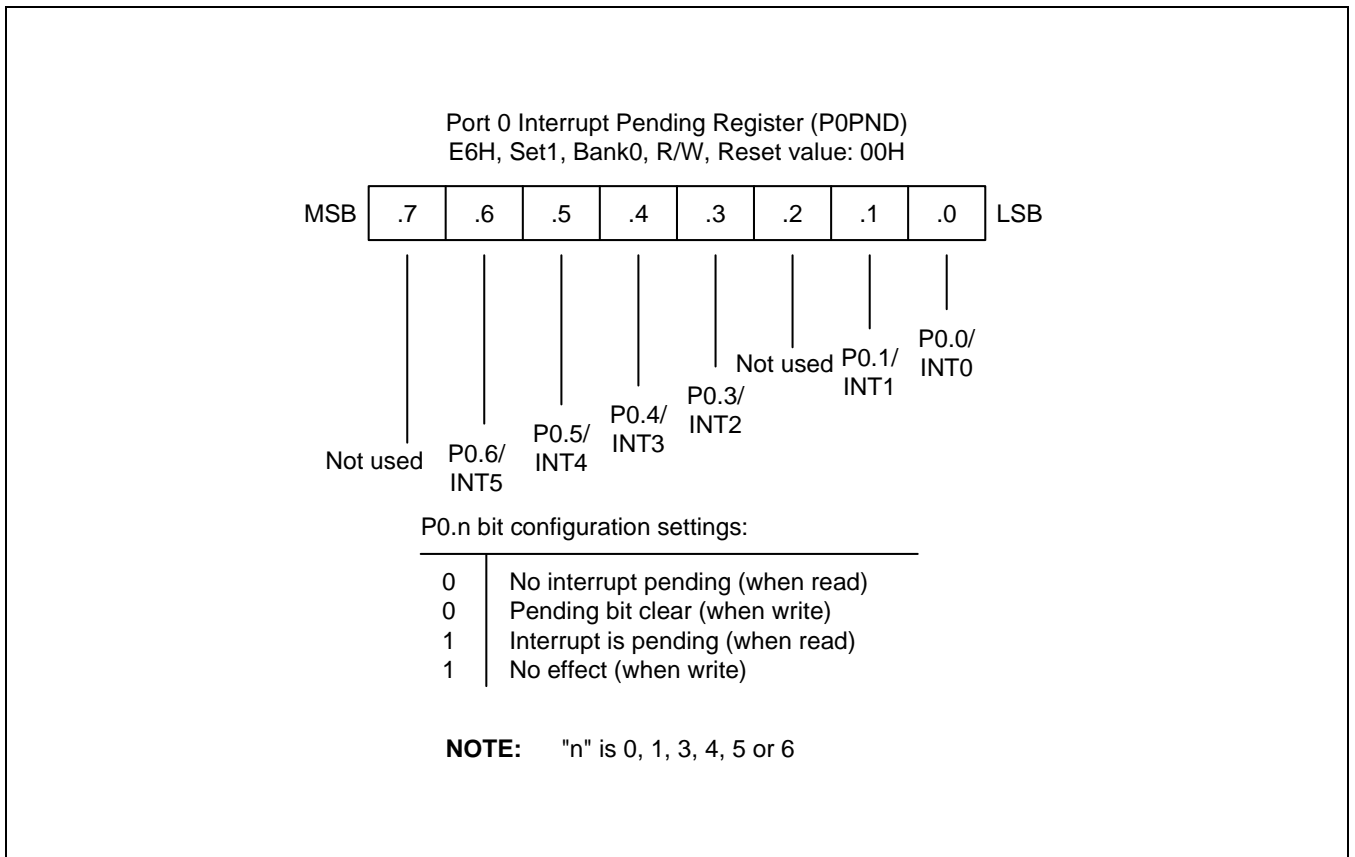 Port 0 Interrupt Pending Register (P0PND)
E6H, Set1, Bank0, R/W, Reset value: 00H
MSB .7 .6 .5 .4 .3 .2 .1 .0 LSB
Not used
P0.6/
INT5
P0.5/
INT4
P0.4/
INT3
P0.3/
INT2
Not used
P0.1/
INT1
P0.0/
INT0
P0.n bit configuration settings:
0 No interrupt pending (when read)
0 Pending bit clear (when write)
1 Interrupt is pending (when read)
1 No effect (when write)
NOTE: "n" is 0, 1, 3, 4, 5 or 6